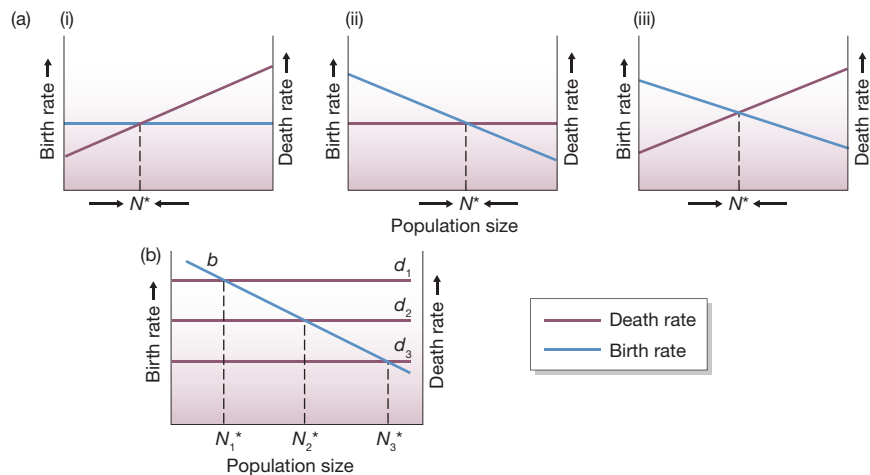 (a) (i) (ii) (iii)
Birth rate Death rate Birth rate Death rate Birth rate Death rate
N* N* N*
Population size
(b)
b d1
d2
d3
Birth rate Death rate
N1* N2* N3*
Population size
Death rate
Birth rate